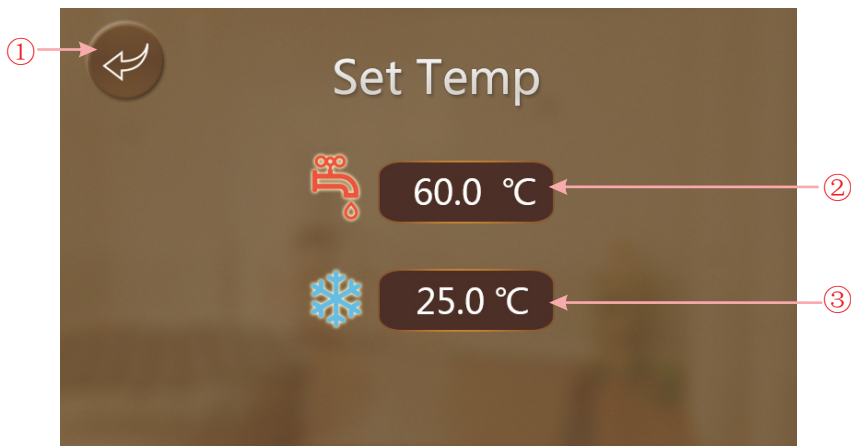 ①
Set Temp
60.0 ℃ ②
25.0 ℃ ③